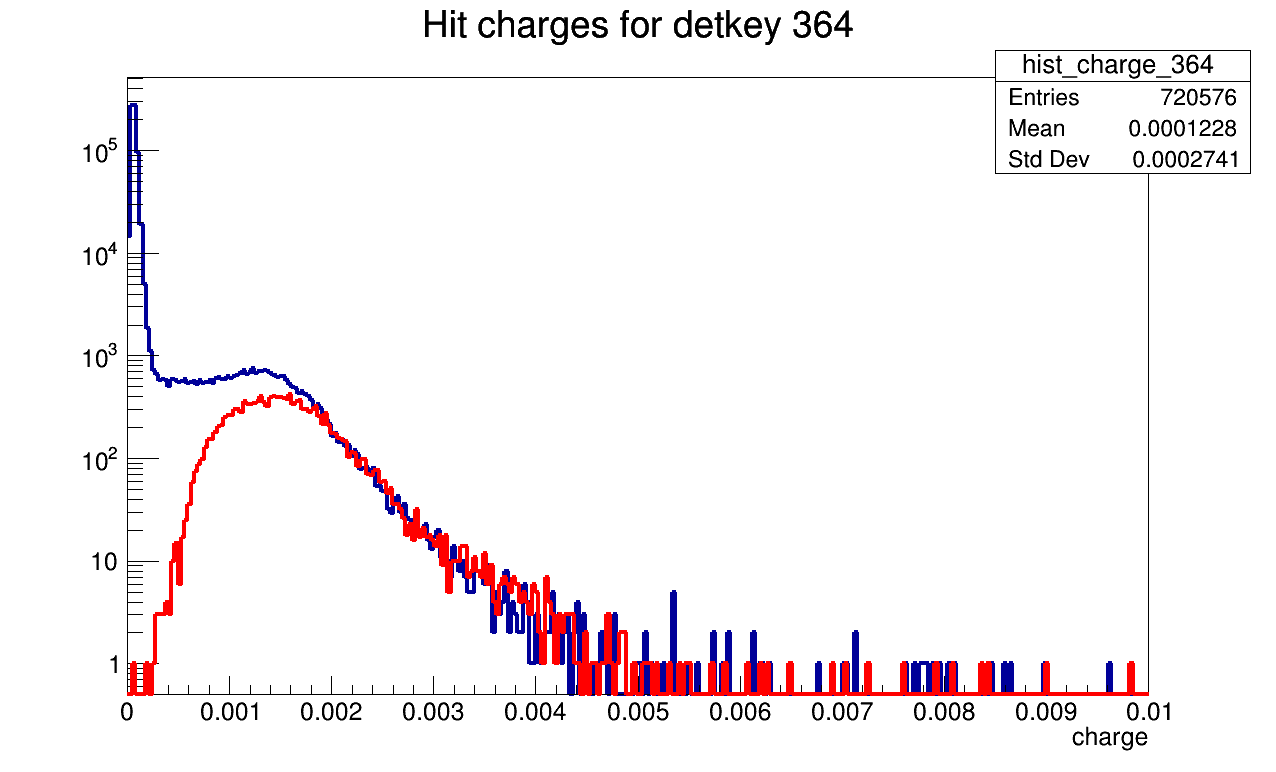 Hit charges for detkey 364
hist_charge_364
Entries 720576
Mean 0.0001228
Std Dev 0.0002741
10^5
10^4
10^3
10^2
10
1
0 0.001 0.002 0.003 0.004 0.005 0.006 0.007 0.008 0.009 0.01
charge